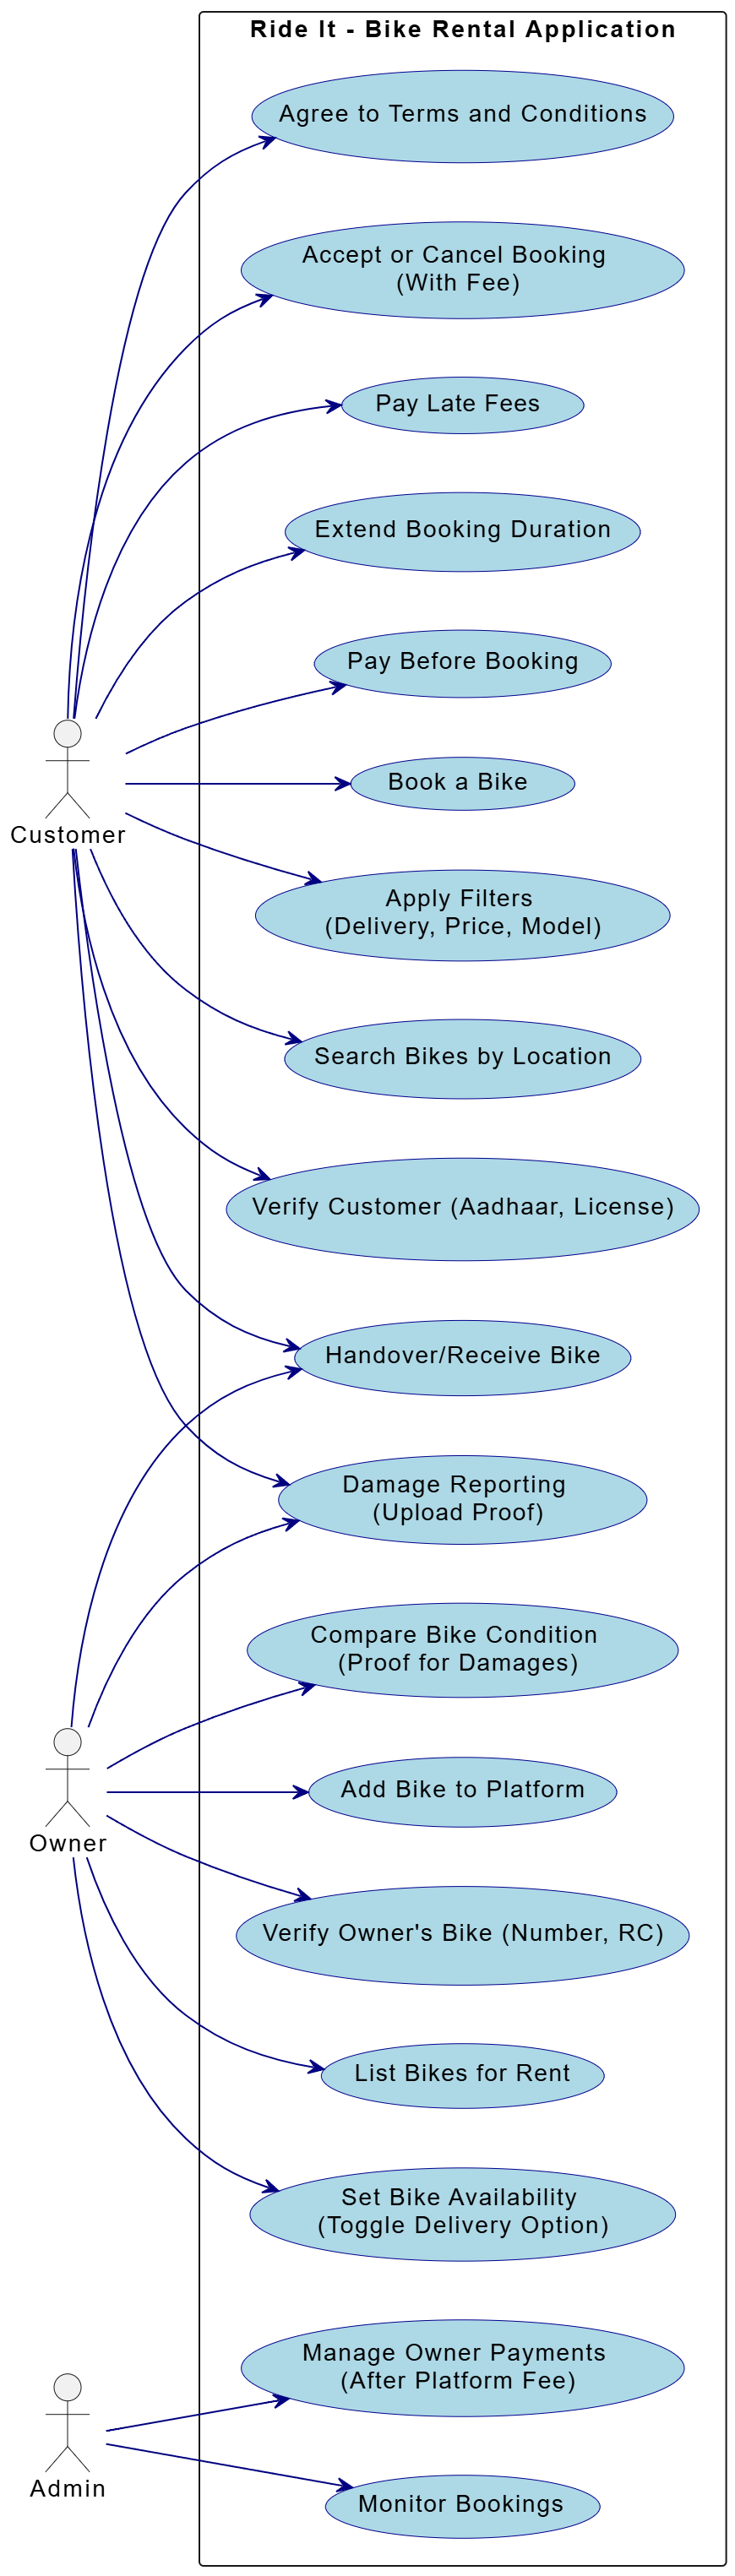 Ride It - Bike Rental Application
Agree to Terms and Conditions
Accept or Cancel Booking
(With Fee)
Pay Late Fees
Extend Booking Duration
Pay Before Booking
Book a Bike
Customer
Apply Filters
(Delivery, Price, Model)
Search Bikes by Location
Verify Customer (Aadhaar, License)
Handover/Receive Bike
Damage Reporting
(Upload Proof)
Compare Bike Condition
(Proof for Damages)
Add Bike to Platform
Owner
Verify Owner's Bike (Number, RC)
List Bikes for Rent
Set Bike Availability
(Toggle Delivery Option)
Manage Owner Payments
(After Platform Fee)
Admin
Monitor Bookings